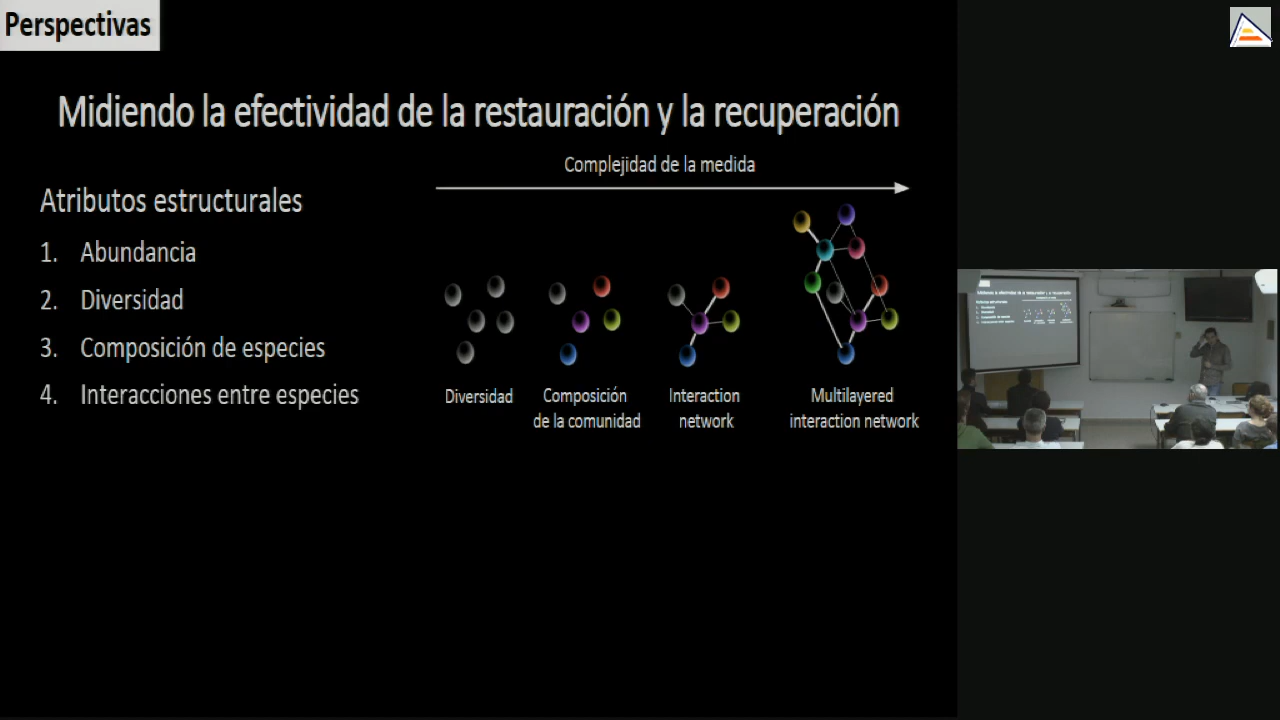 Perspectivas
Midiendo la efectividad de la restauración y la recuperación
Complejidad de la medida
Atributos estructurales
1. Abundancia
2. Diversidad
3. Composición de especies
4. Interacciones entre especies
Diversidad
Composición
de la comunidad
Interaction
network
Multilayered
interaction network